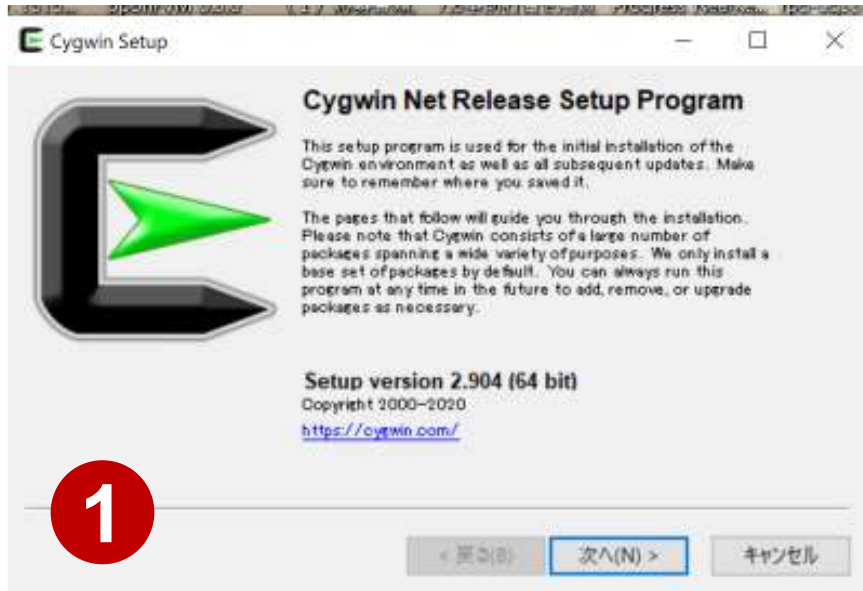 Cygwin Setup
Cygwin Net Release Setup Program
This setup program is used for the initial installation of the
Cygwin environment as well as all subsequent updates. Make
sure to remember where you saved it.
The pages that follow will guide you through the installation.
Please note that Cygwin consists of a large number of
packages spanning a wide variety of purposes. We only install a
base set of packages by default. You can always run this
program at any time in the future to add, remove, or upgrade
packages as necessary.
Setup version 2.904 (64 bit)
Copyright 2000-2020
https://cygwin.com/
1
< 戻る(B)
次へ(N) >
キャンセル